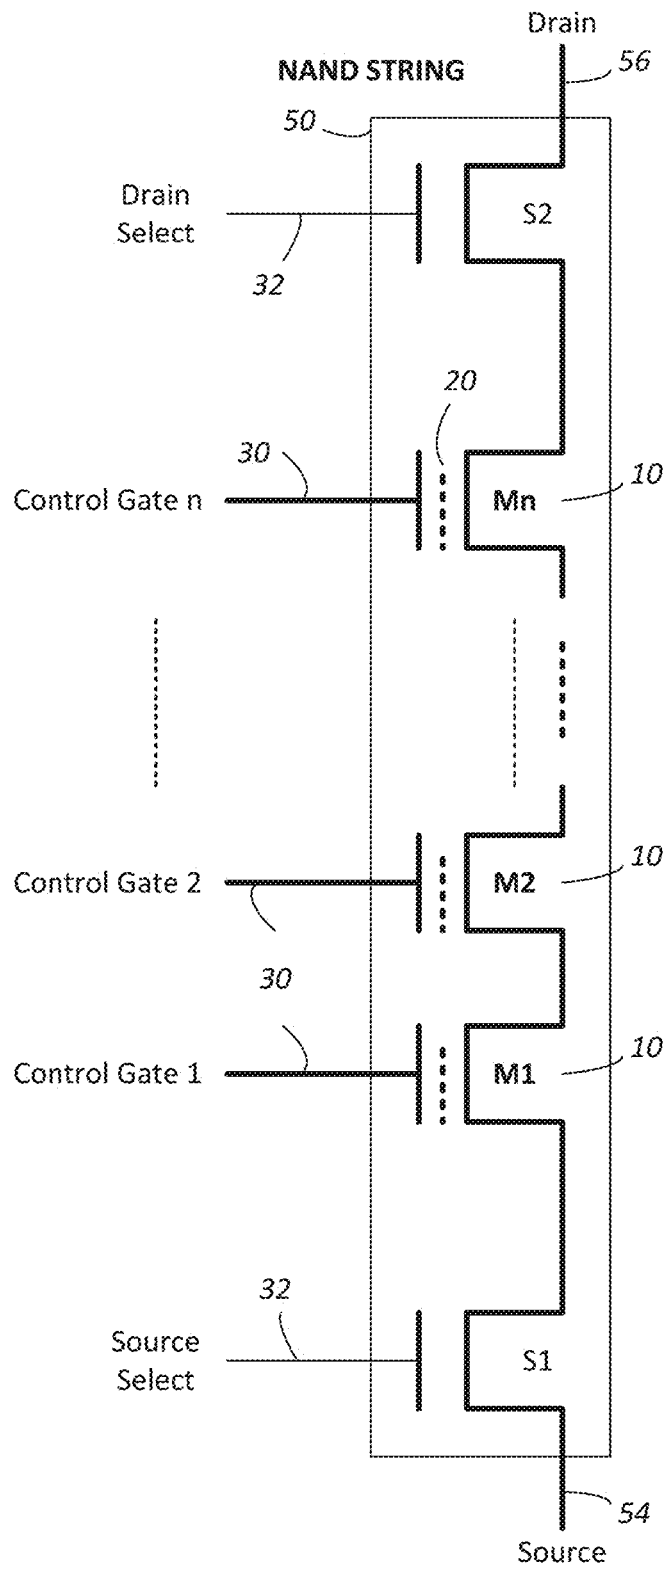 Drain
56
NAND STRING
50
Drain
Select
S2
32
20
30
10
Control Gate n
Mn
10
Control Gate 2
M2
30
10
Control Gate 1
M1
32
Source
Select
S1
54
Source